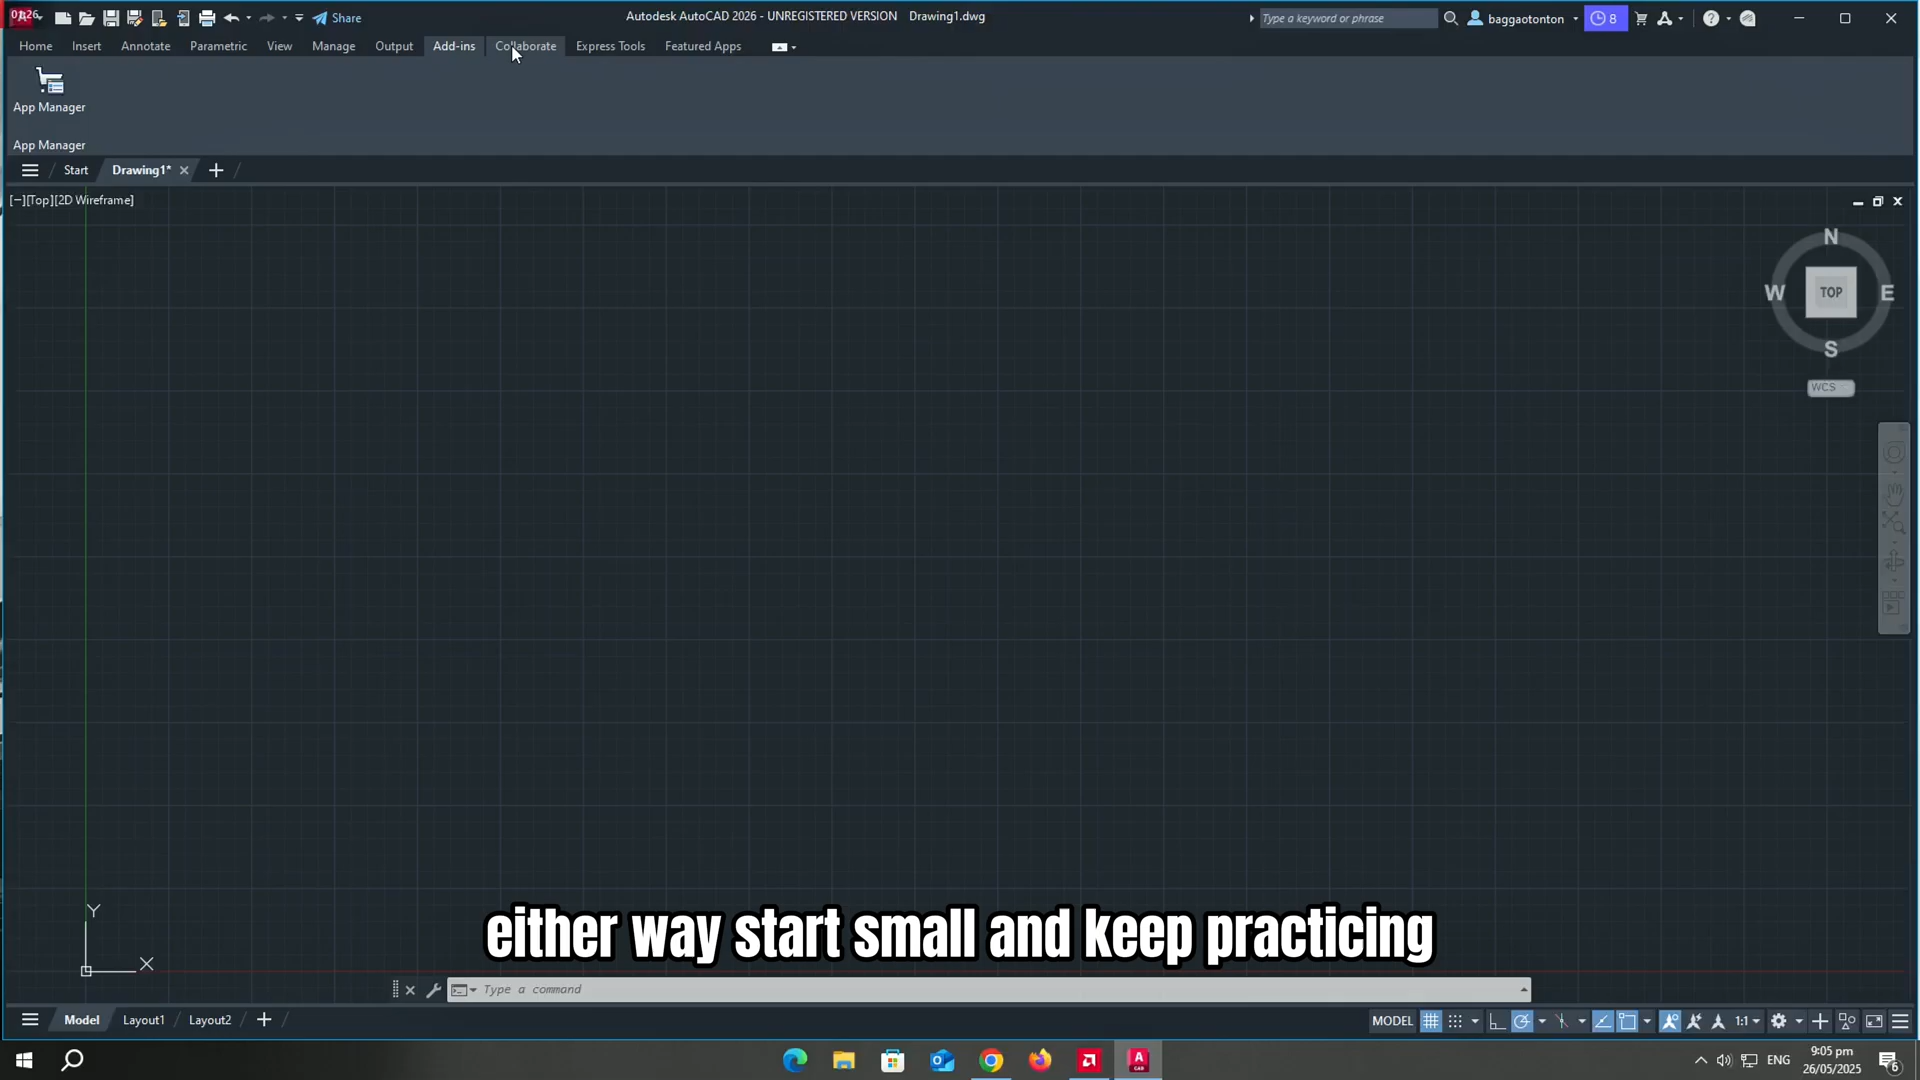 01:26
Share
Autodesk AutoCAD 2026 - UNREGISTERED VERSION Drawing1.dwg
Type a keyword or phrase
baggaotonton
8
Home Insert Annotate Parametric View Manage Output Add-ins Collaborate Express Tools Featured Apps
App Manager
App Manager
Start Drawing1* +
[−][Top][2D Wireframe]
N
W TOP E
S
WCS
Y
X
either way start small and keep practicing
Type a command
Model Layout1 Layout2 +
MODEL 1:1
ENG
9:05 pm
26/05/2025
6